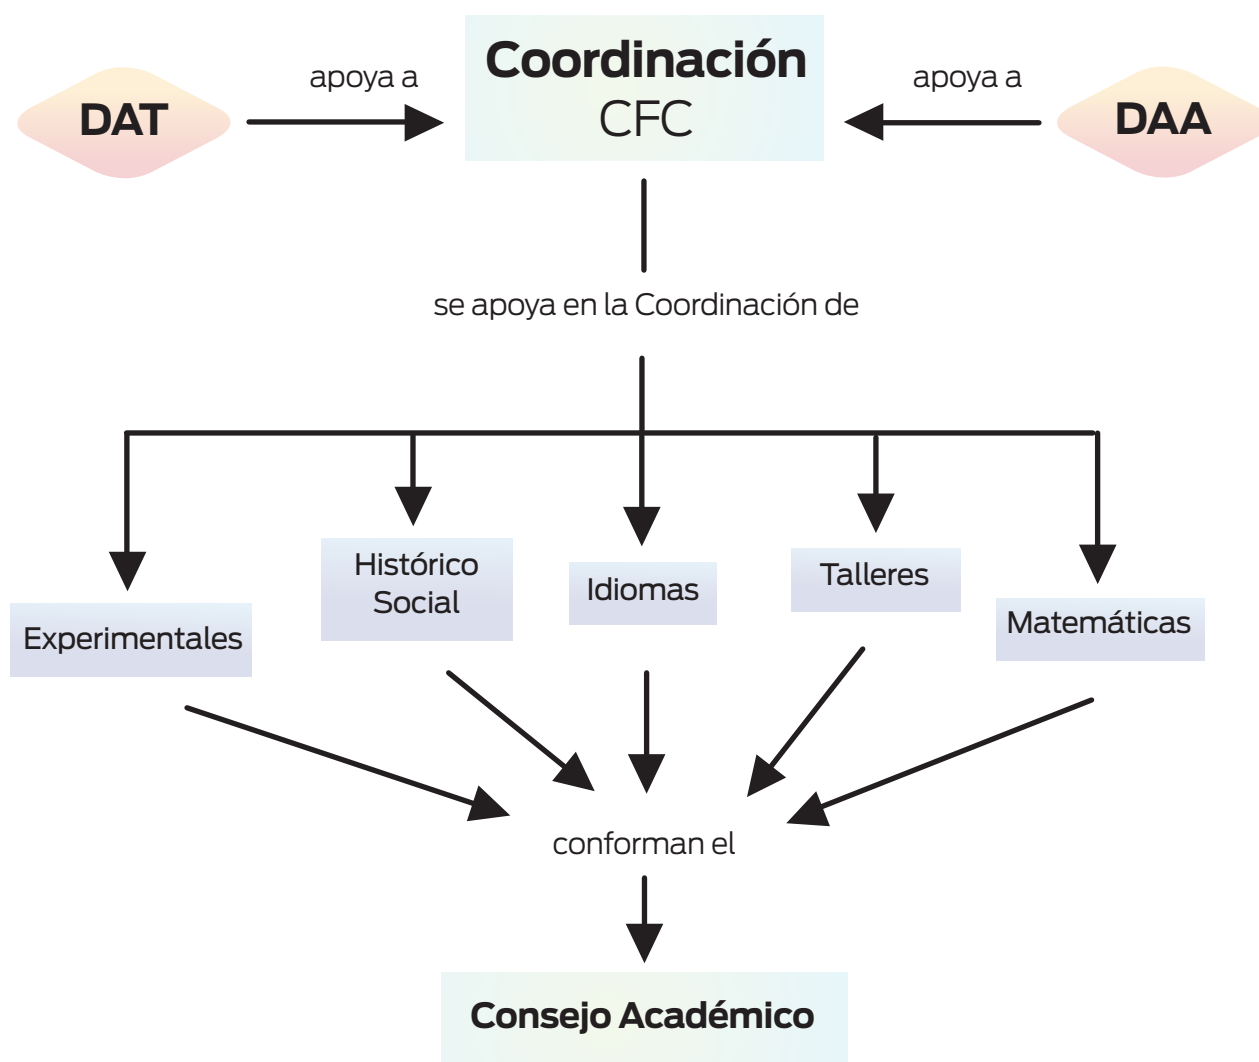 Coordinación
CFC
apoya a
apoya a
DAT
DAA
se apoya en la Coordinación de
Experimentales
Histórico
Social
Idiomas
Talleres
Matemáticas
conforman el
Consejo Académico